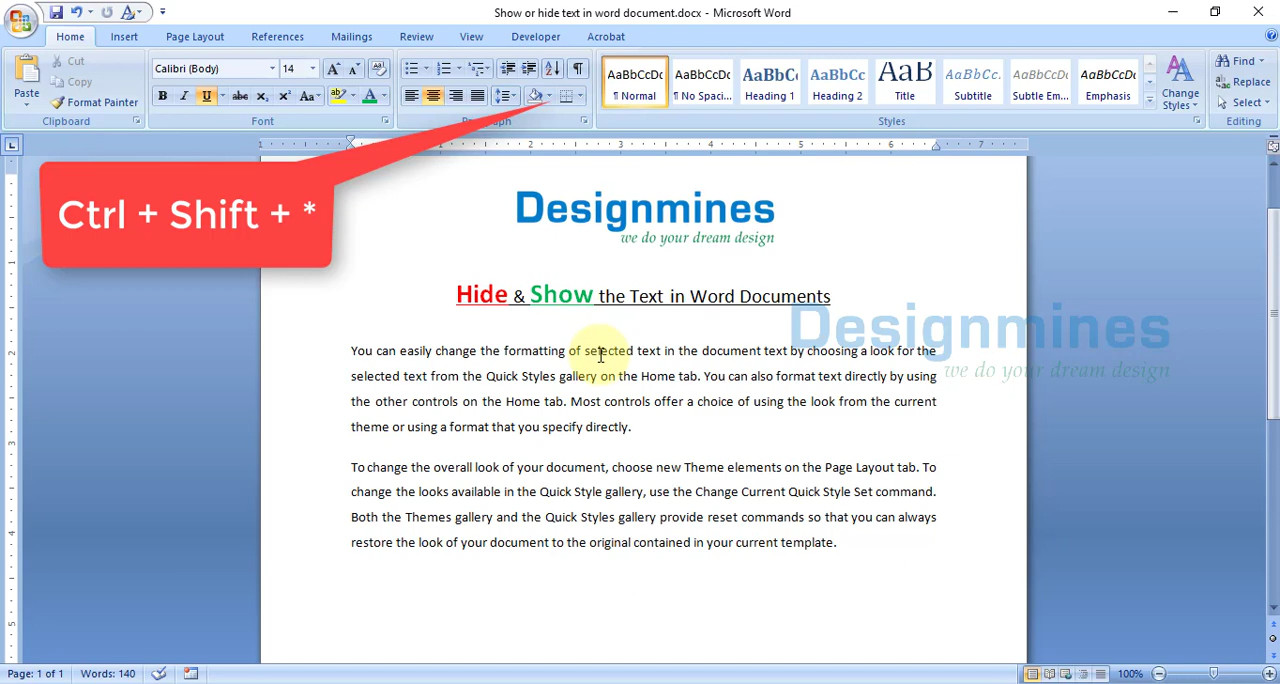 Show or hide text in word document.docx - Microsoft Word
Home Insert Page Layout References Mailings Review View Developer Acrobat
Paste
Cut
Copy
Format Painter
Clipboard
Calibri (Body) 14
Font
Paragraph
AaBbCcDc AaBbCcDc AaBbCc AaBbCc AaB AaBbCc. AaBbCcDc AaBbCcDc
¶ Normal ¶ No Spaci... Heading 1 Heading 2 Title Subtitle Subtle Em... Emphasis
Change
Styles
Styles
Find
Replace
Select
Editing
1 1 2 3 4 5 6 7
Ctrl + Shift + *
Designmines
we do your dream design
Hide & Show the Text in Word Documents
Designmines
we do your dream design
You can easily change the formatting of selected text in the document text by choosing a look for the
selected text from the Quick Styles gallery on the Home tab. You can also format text directly by using
the other controls on the Home tab. Most controls offer a choice of using the look from the current
theme or using a format that you specify directly.
To change the overall look of your document, choose new Theme elements on the Page Layout tab. To
change the looks available in the Quick Style gallery, use the Change Current Quick Style Set command.
Both the Themes gallery and the Quick Styles gallery provide reset commands so that you can always
restore the look of your document to the original contained in your current template.
Page: 1 of 1 Words: 140 100%